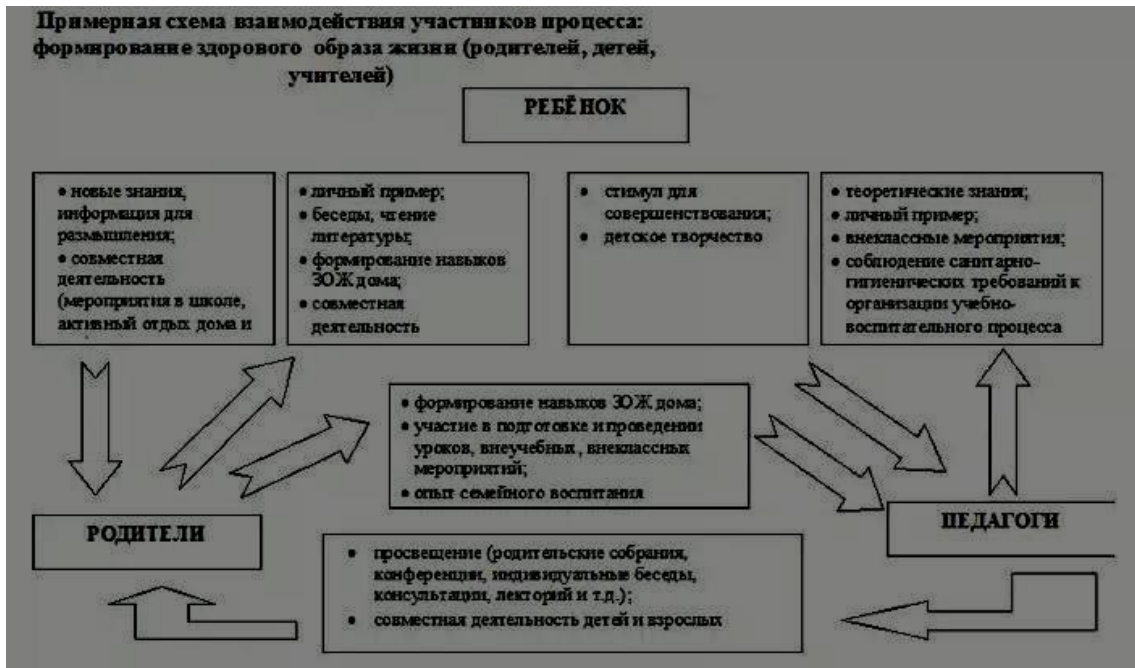 Примерная схема взаимодействия участников процесса:
формирование здорового образа жизни (родителей, детей,
учителей)
РЕБЁНОК
• новые знания,
информация для
размышления;
• совместная
деятельность
(мероприятия в школе,
активный отдых дома и
• личный пример;
• беседы, чтение
литературы;
• формирование навыков
ЗОЖ дома;
• совместная
деятельность
• стимул для
совершенствования;
• детское творчество
• теоретические знания;
• личный пример;
• внеклассные мероприятия;
• соблюдение санитарно-
гигиенических требований к
организации учебно-
воспитательного процесса
• формирование навыков ЗОЖ дома;
• участие в подготовке и проведении
уроков, внеучебных, внеклассных
мероприятий;
• опыт семейного воспитания
РОДИТЕЛИ
ПЕДАГОГИ
• просвещение (родительские собрания,
конференции, индивидуальные беседы,
консультации, лекторий и т.д.);
• совместная деятельность детей и взрослых